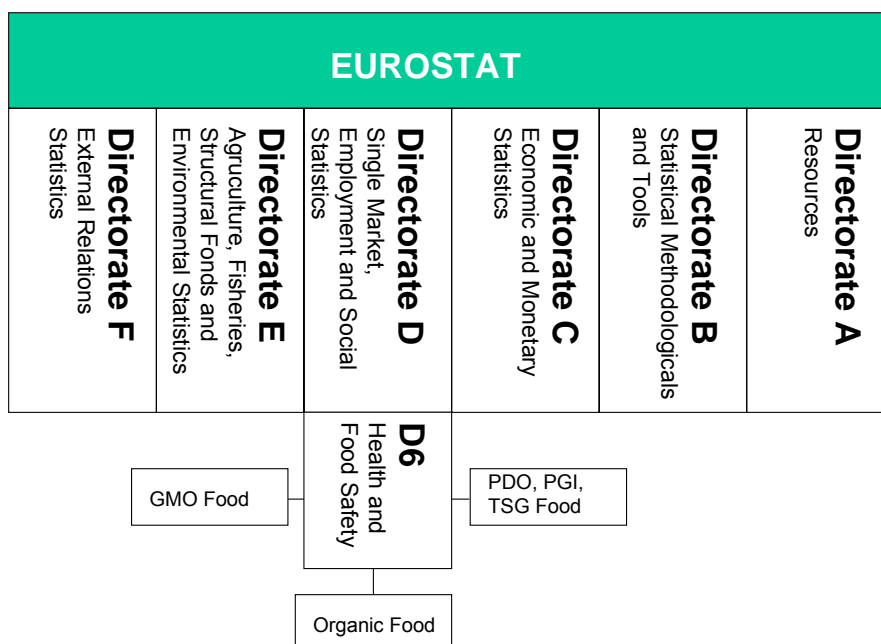 EUROSTAT
Directorate F
External Relations
Statistics
Directorate E
Agruculture, Fisheries,
Structural Fonds and
Environmental Statistics
Directorate D
Single Market,
Employment and Social
Statistics
Directorate C
Economic and Monetary
Statistics
Directorate B
Statistical Methodologicals
and Tools
Directorate A
Resources
D6
Health and
Food Safety
GMO Food
PDO, PGI,
TSG Food
Organic Food